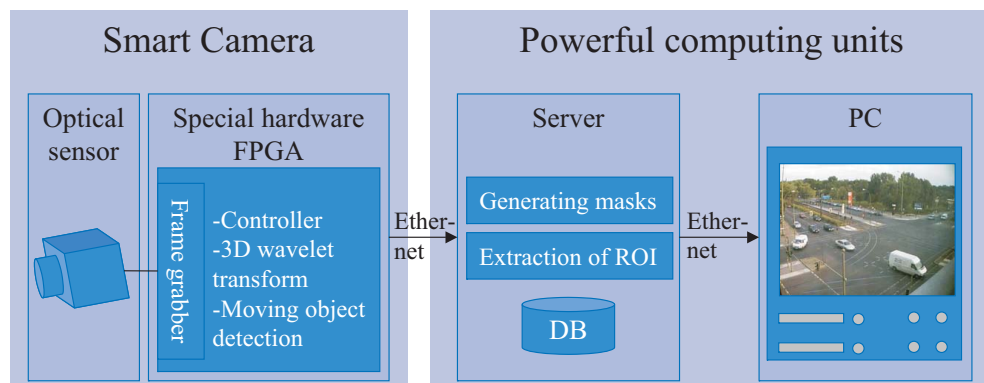 Smart Camera
Optical
sensor
Special hardware
FPGA
Frame grabber
-Controller
-3D wavelet
transform
-Moving object
detection
Ether-
net
Powerful computing units
Server
Generating masks
Extraction of ROI
DB
Ether-
net
PC